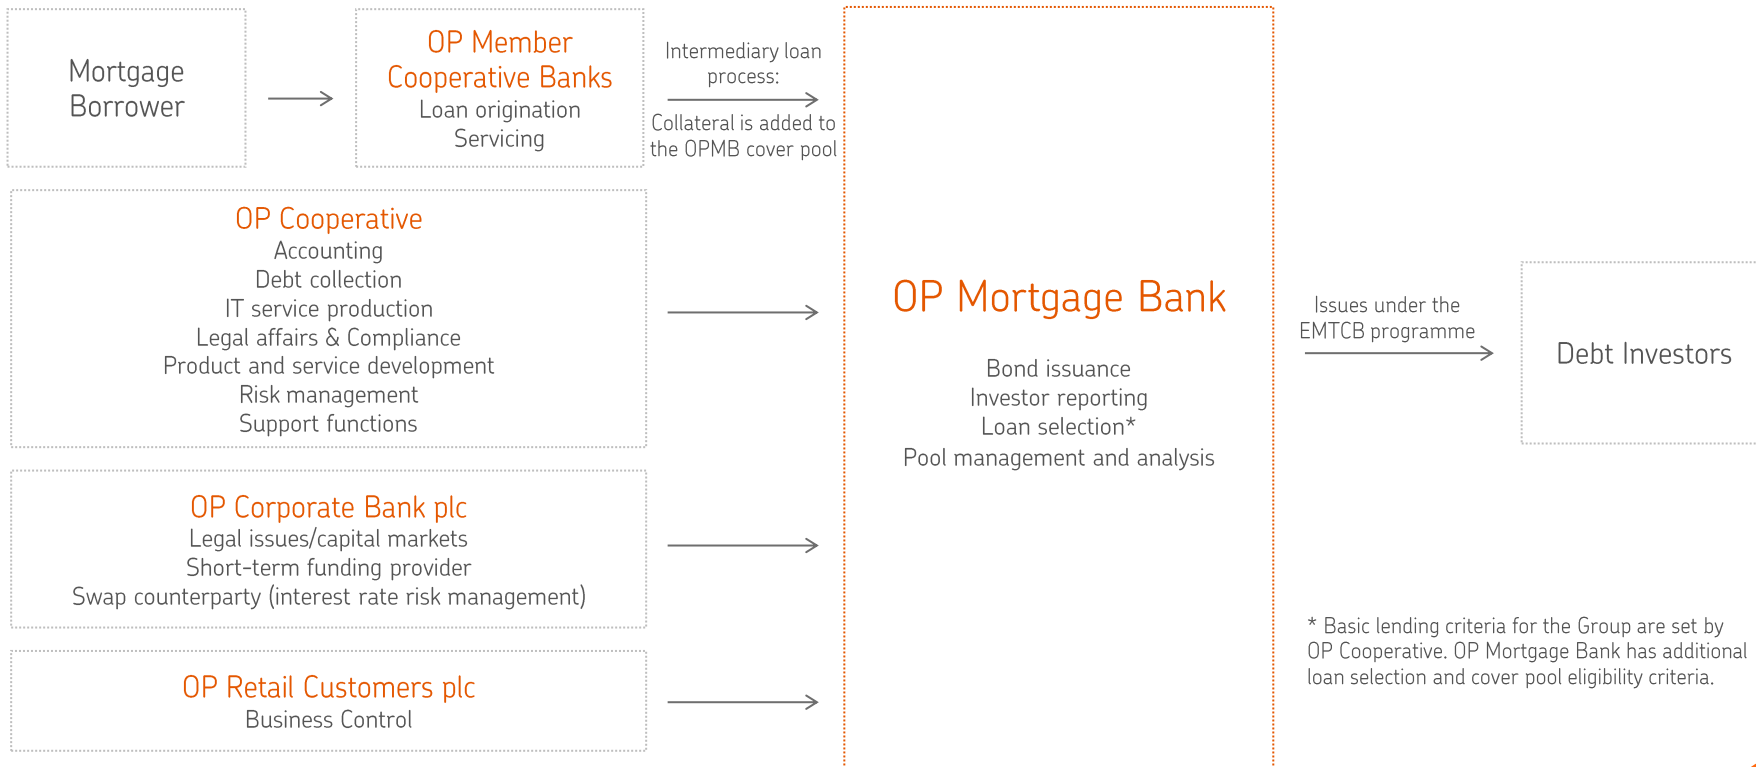 Mortgage
Borrower
OP Member
Cooperative Banks
Loan origination
Servicing
Intermediary loan
process:
Collateral is added to
the OPMB cover pool
OP Cooperative
Accounting
Debt collection
IT service production
Legal affairs & Compliance
Product and service development
Risk management
Support functions
OP Corporate Bank plc
Legal issues/capital markets
Short-term funding provider
Swap counterparty (interest rate risk management)
OP Retail Customers plc
Business Control
OP Mortgage Bank
Bond issuance
Investor reporting
Loan selection*
Pool management and analysis
Issues under the
EMTCB programme
Debt Investors
* Basic lending criteria for the Group are set by
OP Cooperative. OP Mortgage Bank has additional
loan selection and cover pool eligibility criteria.